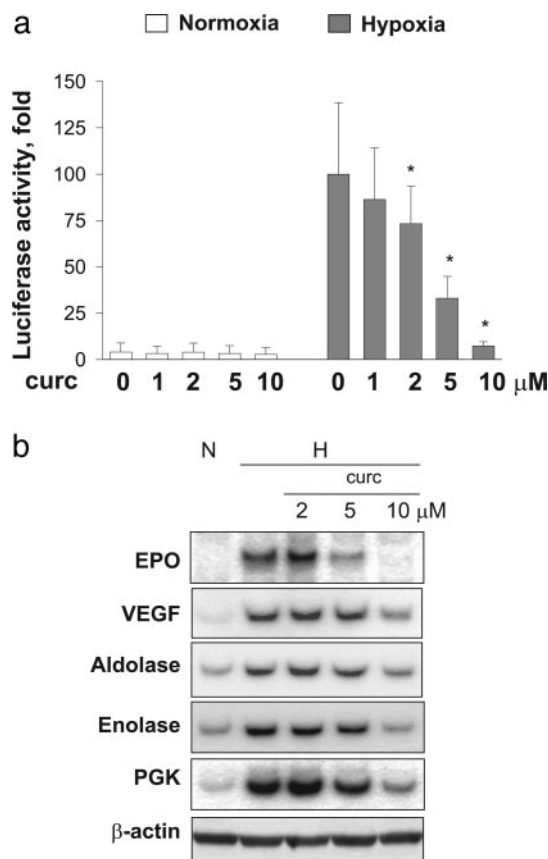 a
Normoxia Hypoxia
Luciferase activity, fold
150
125
100
75
50
25
0
* * *
curc 0 1 2 5 10 0 1 2 5 10 μM
b
N H
curc
2 5 10 μM
EPO
VEGF
Aldolase
Enolase
PGK
β-actin